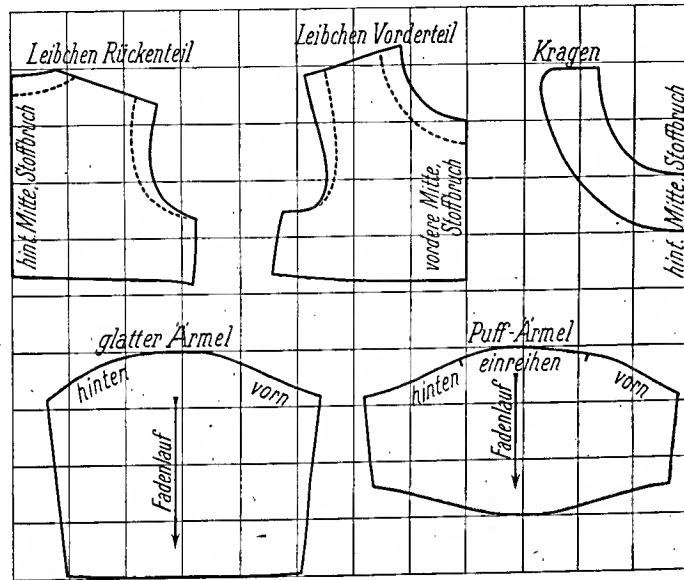 Leibchen Rückenteil
Leibchen Vorderteil
Kragen
hint. Mitte, Stoffbruch
vordere Mitte,
Stoffbruch
hint. Mitte, Stoffbruch
glatter Ärmel
hinten
vorn
Fadenlauf
Puff-Ärmel
einreihen
hinten
vorn
Fadenlauf